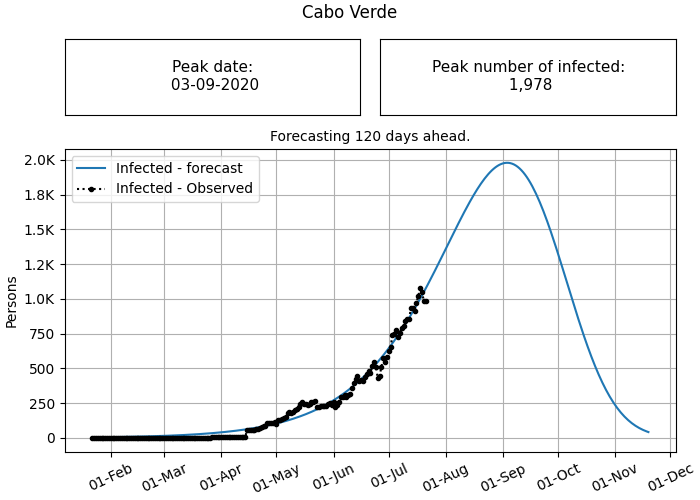 Cabo Verde
Peak date:
03-09-2020
Peak number of infected:
1,978
Forecasting 120 days ahead.
Infected - forecast
Infected - Observed
2.0K
1.8K
1.5K
1.2K
1.0K
750
500
250
0
Persons
01-Feb
01-Mar
01-Apr
01-May
01-Jun
01-Jul
01-Aug
01-Sep
01-Oct
01-Nov
01-Dec